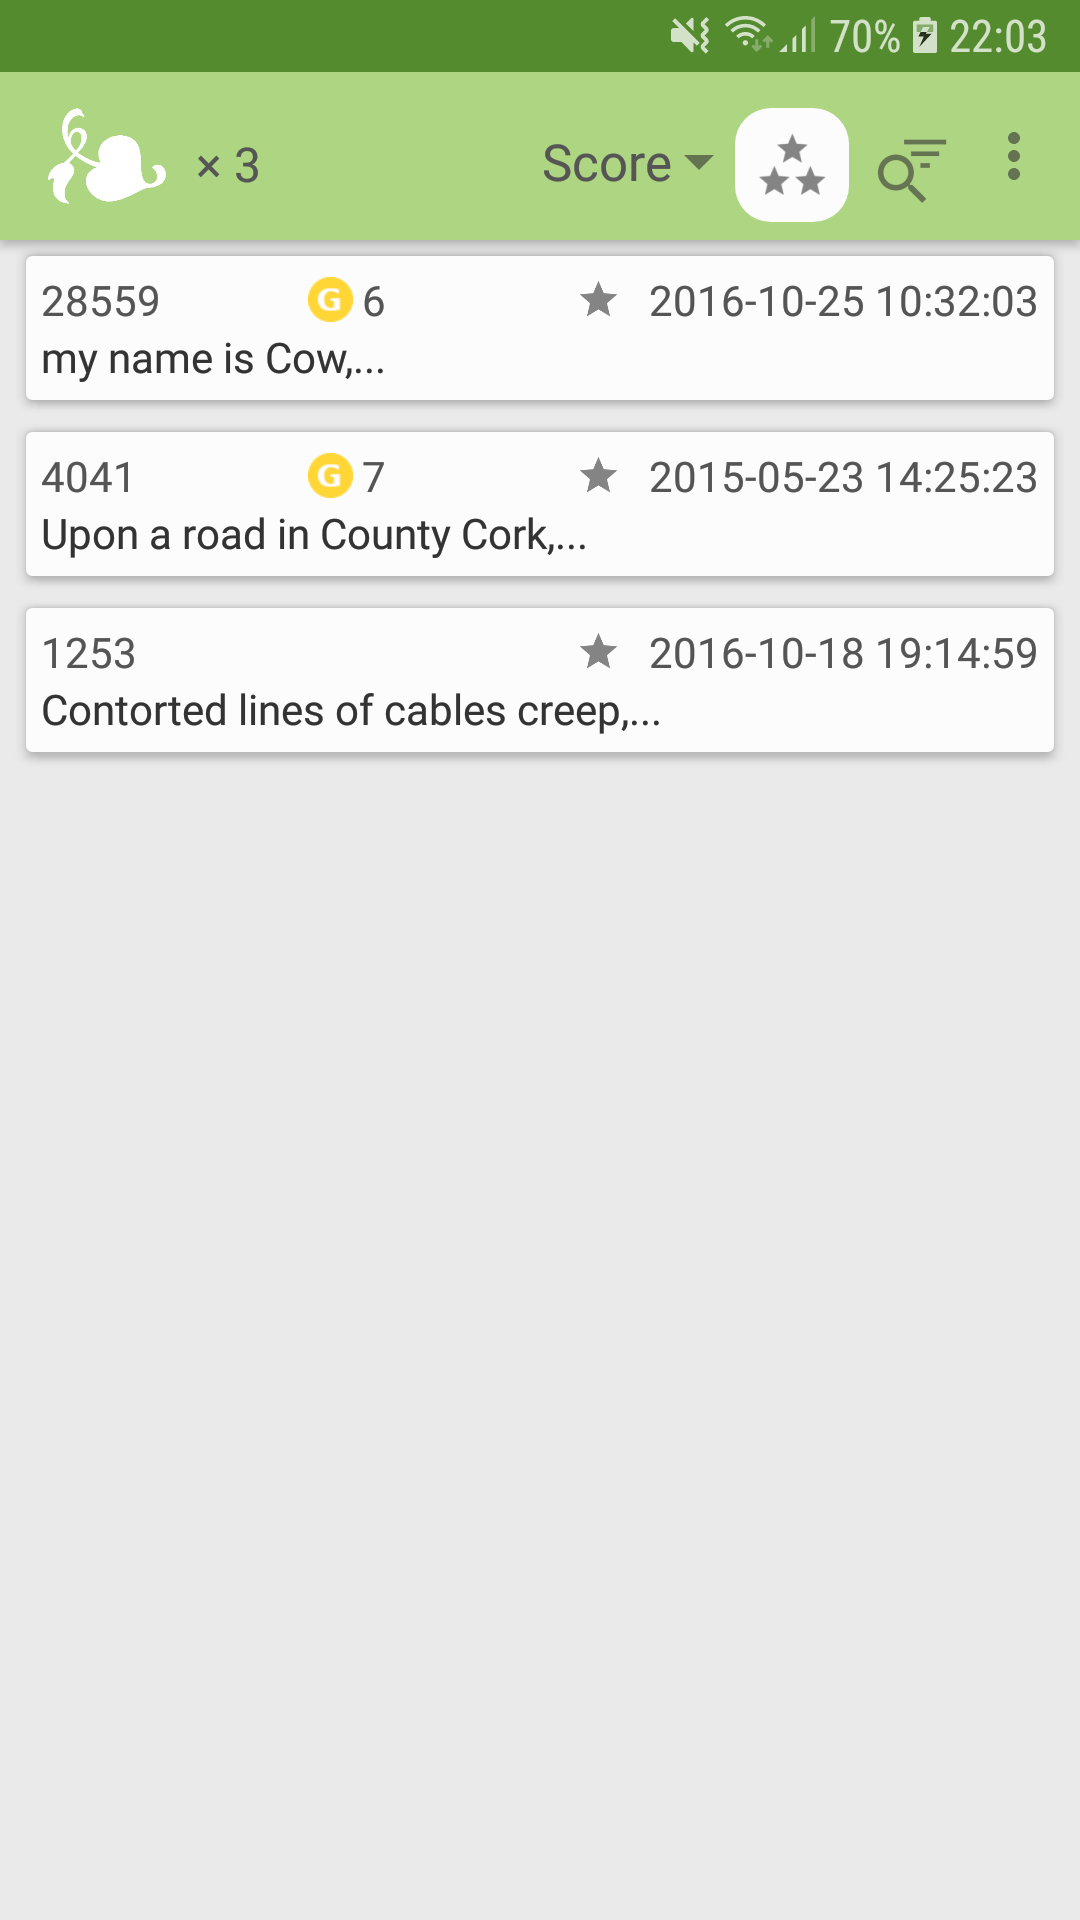 70% 22:03
× 3 Score
28559 G 6 2016-10-25 10:32:03
my name is Cow,...
4041 G 7 2015-05-23 14:25:23
Upon a road in County Cork,...
1253 2016-10-18 19:14:59
Contorted lines of cables creep,...